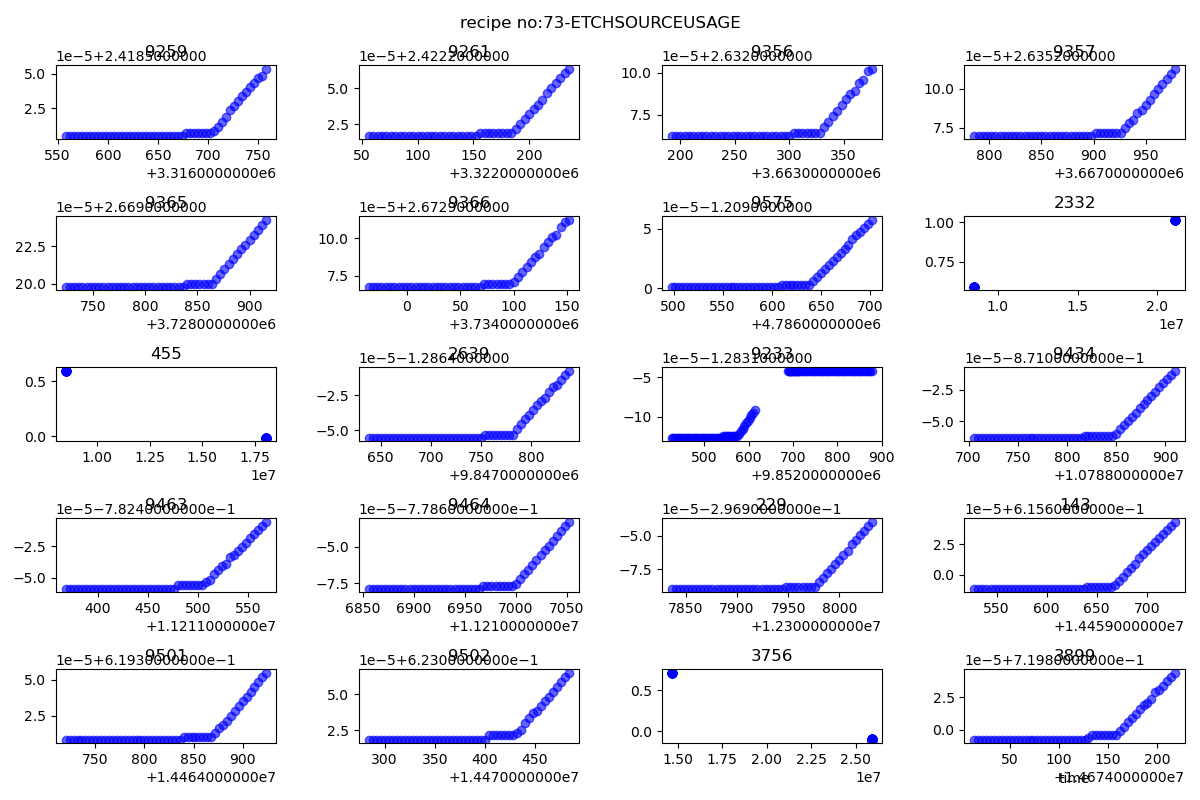 recipe no:73-ETCHSOURCEUSAGE
9259
1e-5+2.4185000000
5.0
2.5
550 600 650 700 750
+3.3160000000e6
9261
1e-5+2.4222000000
5.0
2.5
50 100 150 200
+3.3220000000e6
9356
1e-5+2.6320000000
10.0
7.5
200 250 300 350
+3.6630000000e6
9357
1e-5+2.6352000000
10.0
7.5
800 850 900 950
+3.6670000000e6
9365
1e-5+2.6690000000
22.5
20.0
750 800 850 900
+3.7280000000e6
9366
1e-5+2.6729000000
10.0
7.5
0 50 100 150
+3.7340000000e6
9575
1e-5−1.2090000000
5
0
500 550 600 650 700
+4.7860000000e6
2332
1.00
0.75
1.0 1.5 2.0
1e7
455
0.5
0.0
1.00 1.25 1.50 1.75
1e7
2639
1e-5−1.2864000000
−2.5
−5.0
650 700 750 800
+9.8470000000e6
9233
1e-5−1.2831000000
−5
−10
500 600 700 800 900
+9.8520000000e6
9434
1e-5−8.7100000000e−1
−2.5
−5.0
700 750 800 850 900
+1.0788000000e7
9463
1e-5−7.8240000000e−1
−2.5
−5.0
400 450 500 550
+1.1211000000e7
9464
1e-5−7.7860000000e−1
−5.0
−7.5
6850 6900 6950 7000 7050
+1.1210000000e7
229
1e-5−2.9690000000e−1
−5.0
−7.5
7850 7900 7950 8000
+1.2300000000e7
143
1e-5+6.1560000000e−1
2.5
0.0
550 600 650 700
+1.4459000000e7
9501
1e-5+6.1930000000e−1
5.0
2.5
750 800 850 900
+1.4464000000e7
9502
1e-5+6.2300000000e−1
5.0
2.5
300 350 400 450
+1.4470000000e7
3756
0.5
0.0
1.5 1.75 2.00 2.25 2.50
1e7
3899
1e-5+7.1980000000e−1
2.5
0.0
50 100 150 200
+1.4674000000e7
time